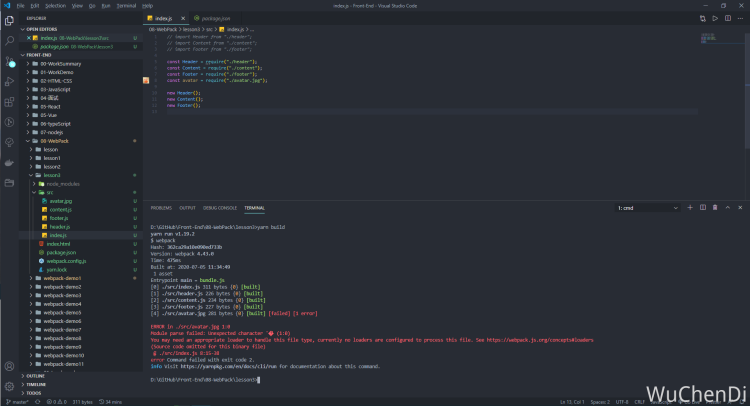 File Edit Selection View Go Run Terminal Help
index.js - Front-End - Visual Studio Code
EXPLORER
OPEN EDITORS
index.js 08-WebPack\lesson3\src U
package.json 08-WebPack\lesson3 U
FRONT-END
00-WorkSummary
01-WorkDemo
02-HTML-CSS
03-JavaScript
04-面试
05-React
05-Vue
06-typeScript
07-nodejs
08-WebPack
lesson
lesson1
lesson2
lesson3
node_modules
src
avatar.jpg U
content.js U
footer.js U
header.js U
index.js U
index.html U
package.json U
webpack.config.js U
yarn.lock U
webpack-demo1
webpack-demo2
webpack-demo3
webpack-demo4
webpack-demo5
webpack-demo6
webpack-demo7
webpack-demo8
webpack-demo9
webpack-demo10
webpack-demo11
OUTLINE
TIMELINE
TODOS
index.js U
package.json U
08-WebPack > lesson3 > src > index.js > ...
// import Header from "./header";
// import Content from "./content";
// import Footer from "./footer";
const Header = require("./header");
const Content = require("./content");
const Footer = require("./footer");
const avatar = require("./avatar.jpg");
new Header();
new Content();
new Footer();
PROBLEMS OUTPUT DEBUG CONSOLE TERMINAL
1: cmd
D:\GitHub\Front-End\08-WebPack\lesson3>yarn build
yarn run v1.19.2
$ webpack
Version: webpack 4.43.0
Time: 475ms
Built at: 2020-07-05 11:34:49
1 asset
Entrypoint main = bundle.js
[0] ./src/index.js 311 bytes {0} [built]
[1] ./src/header.js 226 bytes {0} [built]
[2] ./src/content.js 234 bytes {0} [built]
[3] ./src/footer.js 227 bytes {0} [built]
[4] ./src/avatar.jpg 281 bytes {0} [built] [failed] [1 error]
ERROR in ./src/avatar.jpg 1:0
Module parse failed: Unexpected character '�' (1:0)
You may need an appropriate loader to handle this file type, currently no loaders are configured to process this file. See https://webpack.js.org/concepts#loaders
(Source code omitted for this binary file)
@ ./src/index.js 8:15-38
error Command failed with exit code 2.
info Visit https://yarnpkg.com/en/docs/cli/run for documentation about this command.
D:\GitHub\Front-End\08-WebPack\lesson3>
master* 0 0 311 bytes 34 mins
Ln 13, Col 1 Spaces: 2 UTF-8 CRLF JavaScript
WuChenDi